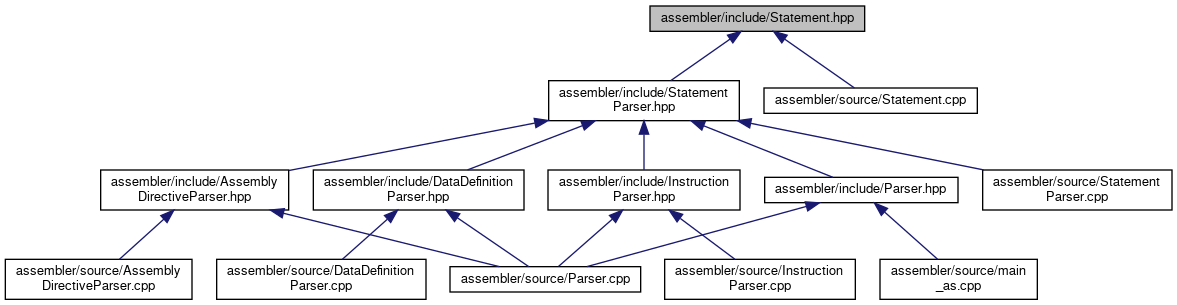 assembler/include/Statement.hpp
assembler/include/Statement
Parser.hpp
assembler/source/Statement.cpp
assembler/include/Assembly
DirectiveParser.hpp
assembler/include/DataDefinition
Parser.hpp
assembler/include/Instruction
Parser.hpp
assembler/include/Parser.hpp
assembler/source/Statement
Parser.cpp
assembler/source/Assembly
DirectiveParser.cpp
assembler/source/DataDefinition
Parser.cpp
assembler/source/Parser.cpp
assembler/source/Instruction
Parser.cpp
assembler/source/main
_as.cpp